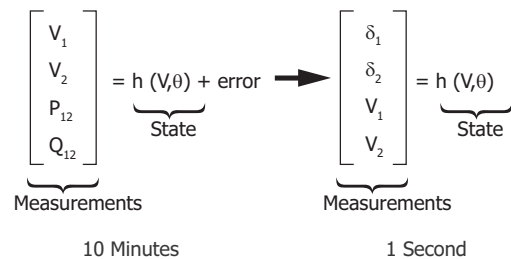 V₁
V₂
P₁₂
Q₁₂
= h (V,θ) + error
State
Measurements
10 Minutes
δ₁
δ₂
V₁
V₂
= h (V,θ)
State
Measurements
1 Second